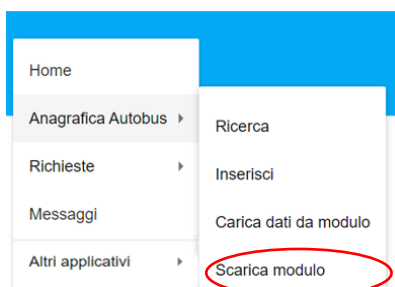 Home
Anagrafica Autobus
Richieste
Messaggi
Altri applicativi
Ricerca
Inserisci
Carica dati da modulo
Scarica modulo